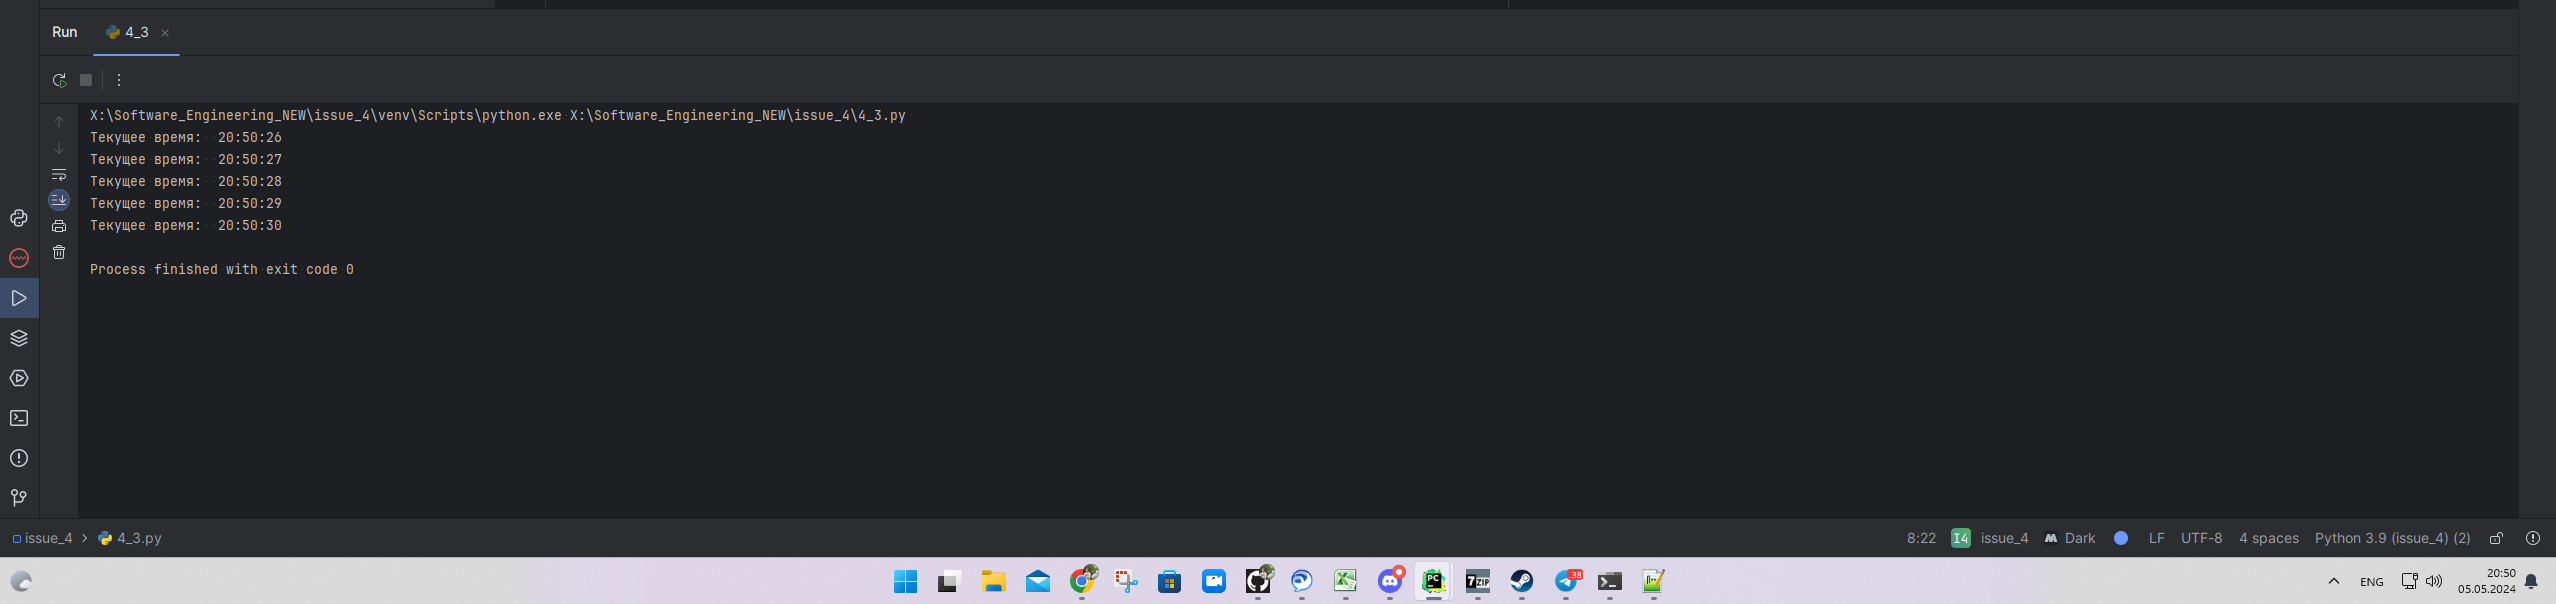 Run 4_3
X:\Software_Engineering_NEW\issue_4\venv\Scripts\python.exe X:\Software_Engineering_NEW\issue_4\4_3.py
Текущее время:  20:50:26
Текущее время:  20:50:27
Текущее время:  20:50:28
Текущее время:  20:50:29
Текущее время:  20:50:30
Process finished with exit code 0
issue_4 > 4_3.py 8:22 I4 issue_4 Dark LF UTF-8 4 spaces Python 3.9 (issue_4) (2)
PC 7ZIP 38 ENG 20:50
05.05.2024